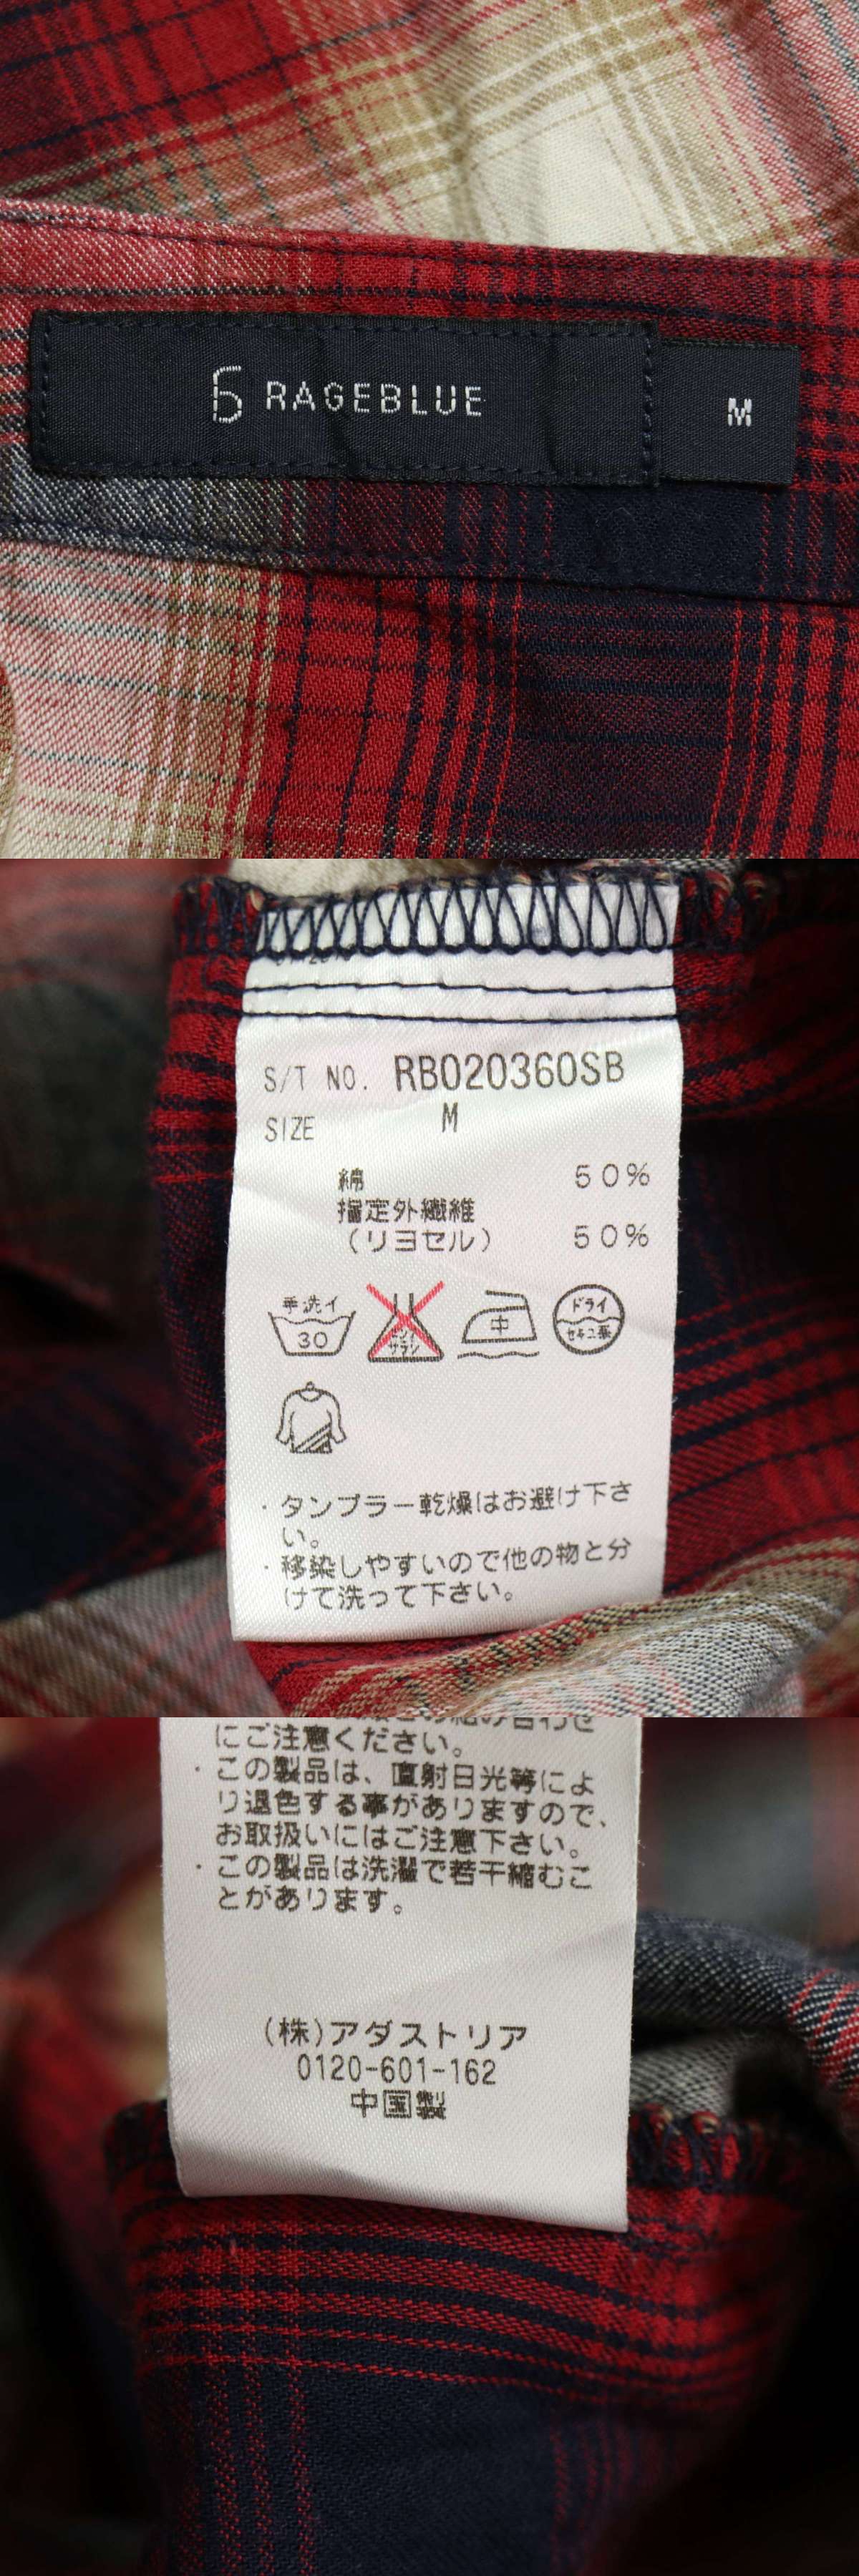 RAGEBLUE
M
S/T NO. RB020360SB
SIZE M
綿 50%
指定外繊維
(リヨセル) 50%
手洗イ
30
中
ドライ
セキユ系
・タンブラー乾燥はお避け下さ
い。
・移染しやすいので他の物と分
けて洗って下さい。
の組み合わせ
にご注意ください。
・この製品は、直射日光等によ
り退色する事がありますので、
お取扱いにはご注意下さい。
・この製品は洗濯で若干縮むこ
とがあります。
(株)アダストリア
0120-601-162
中国製